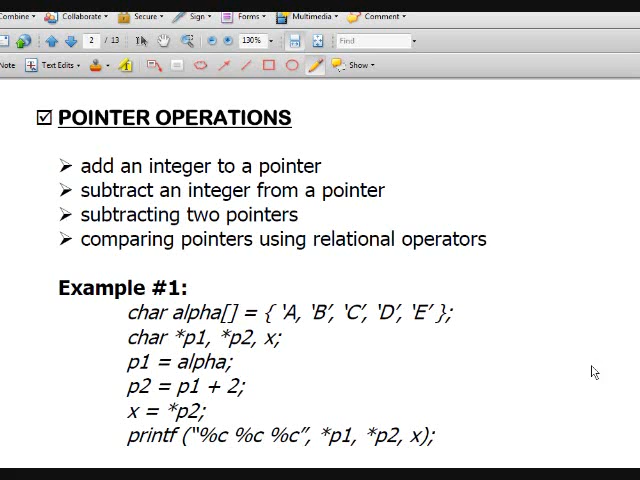 Combine Collaborate Secure Sign Forms Multimedia Comment
2 / 13 130% Find
Note Text Edits Show
POINTER OPERATIONS
add an integer to a pointer
subtract an integer from a pointer
subtracting two pointers
comparing pointers using relational operators
Example #1:
char alpha[] = { ‘A, ‘B’, ‘C’, ‘D’, ‘E’ };
char *p1, *p2, x;
p1 = alpha;
p2 = p1 + 2;
x = *p2;
printf (“%c %c %c”, *p1, *p2, x);